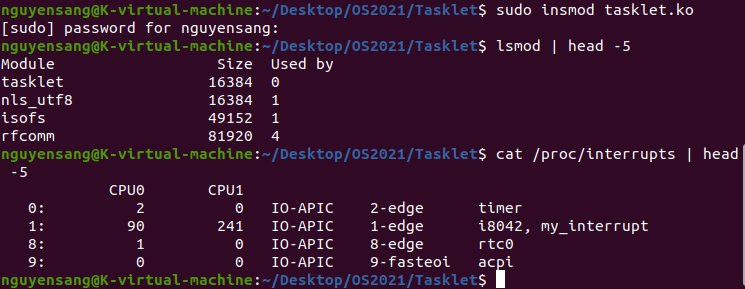 nguyensang@K-virtual-machine:~/Desktop/OS2021/Tasklet$ sudo insmod tasklet.ko
[sudo] password for nguyensang:
nguyensang@K-virtual-machine:~/Desktop/OS2021/Tasklet$ lsmod | head -5
Module                  Size  Used by
tasklet                16384  0
nls_utf8               16384  1
isofs                  49152  1
rfcomm                 81920  4
nguyensang@K-virtual-machine:~/Desktop/OS2021/Tasklet$ cat /proc/interrupts | head
 -5
           CPU0       CPU1
   0:          2          0   IO-APIC    2-edge      timer
   1:         90        241   IO-APIC    1-edge      i8042, my_interrupt
   8:          1          0   IO-APIC    8-edge      rtc0
   9:          0          0   IO-APIC    9-fasteoi   acpi
nguyensang@K-virtual-machine:~/Desktop/OS2021/Tasklet$